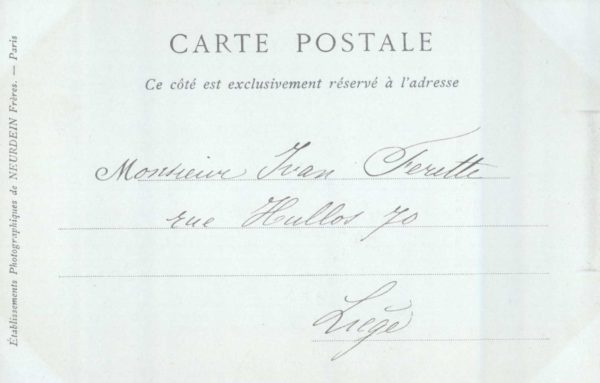 CARTE POSTALE
Ce côté est exclusivement réservé à l'adresse
Monsieur Ivan Ferette
rue Hullos 70
Liège
Établissements Photographiques de NEURDEIN Frères. — Paris